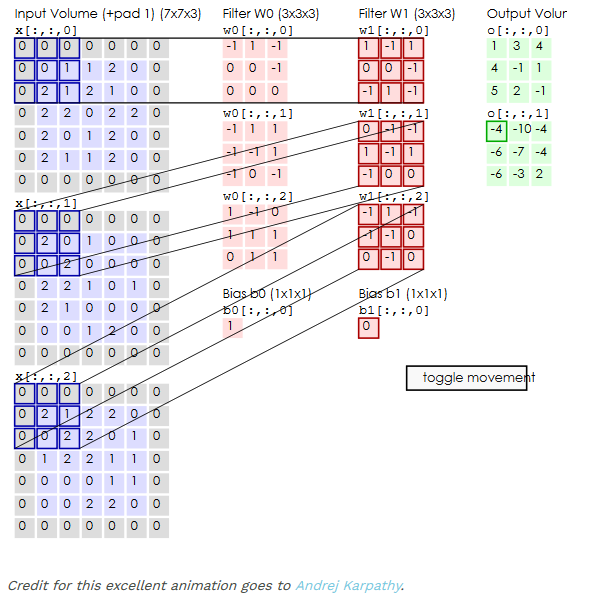 Input Volume (+pad 1) (7x7x3)
x[:,:,0]
0 0 0 0 0 0 0
0 0 1 1 2 0 0
0 2 1 2 1 0 0
0 2 2 0 2 2 0
0 2 0 1 2 0 0
0 2 1 1 2 0 0
0 0 0 0 0 0 0
x[:,:,1]
0 0 0 0 0 0 0
0 2 0 1 0 0 0
0 0 2 0 0 0 0
0 2 2 1 0 1 0
0 2 1 0 0 0 0
0 0 0 1 2 0 0
0 0 0 0 0 0 0
x[:,:,2]
0 0 0 0 0 0 0
0 2 1 2 2 0 0
0 0 2 2 0 1 0
0 1 2 2 1 1 0
0 0 0 0 1 1 0
0 0 0 2 2 0 0
0 0 0 0 0 0 0
Filter W0 (3x3x3)
w0[:,:,0]
-1 1 -1
0 0 -1
0 0 0
w0[:,:,1]
-1 1 1
-1 -1 1
-1 0 -1
w0[:,:,2]
1 -1 0
1 1 1
0 1 1
Bias b0 (1x1x1)
b0[:,:,0]
1
Filter W1 (3x3x3)
w1[:,:,0]
1 -1 1
0 0 -1
-1 1 -1
w1[:,:,1]
0 -1 -1
1 -1 1
-1 0 0
w1[:,:,2]
-1 1 -1
-1 -1 0
0 -1 0
Bias b1 (1x1x1)
b1[:,:,0]
0
Output Volur
o[:,:,0]
1 3 4
4 -1 1
5 2 -1
o[:,:,1]
-4 -10 -4
-6 -7 -4
-6 -3 2
toggle movement
Credit for this excellent animation goes to Andrej Karpathy.